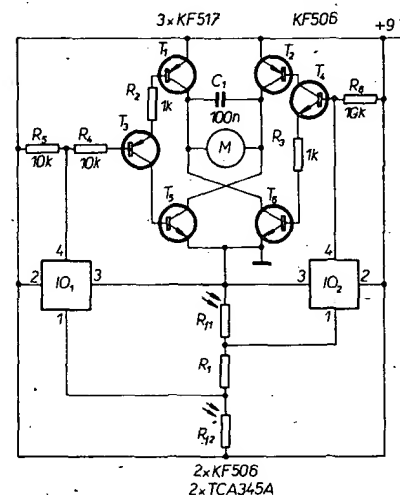 3×KF517 KF506
+9
T₁ T₂
R₂ 1k C₁ 100n T₄ R₆ 10k
R₅ 10k R₄ 10k T₃ M R₃ 1k
T₅ T₆
4 4
2 IO₁ 3 3 IO₂ 2
1 Rf1 1
R₁
Rf2
2×KF506
2×TCA345A